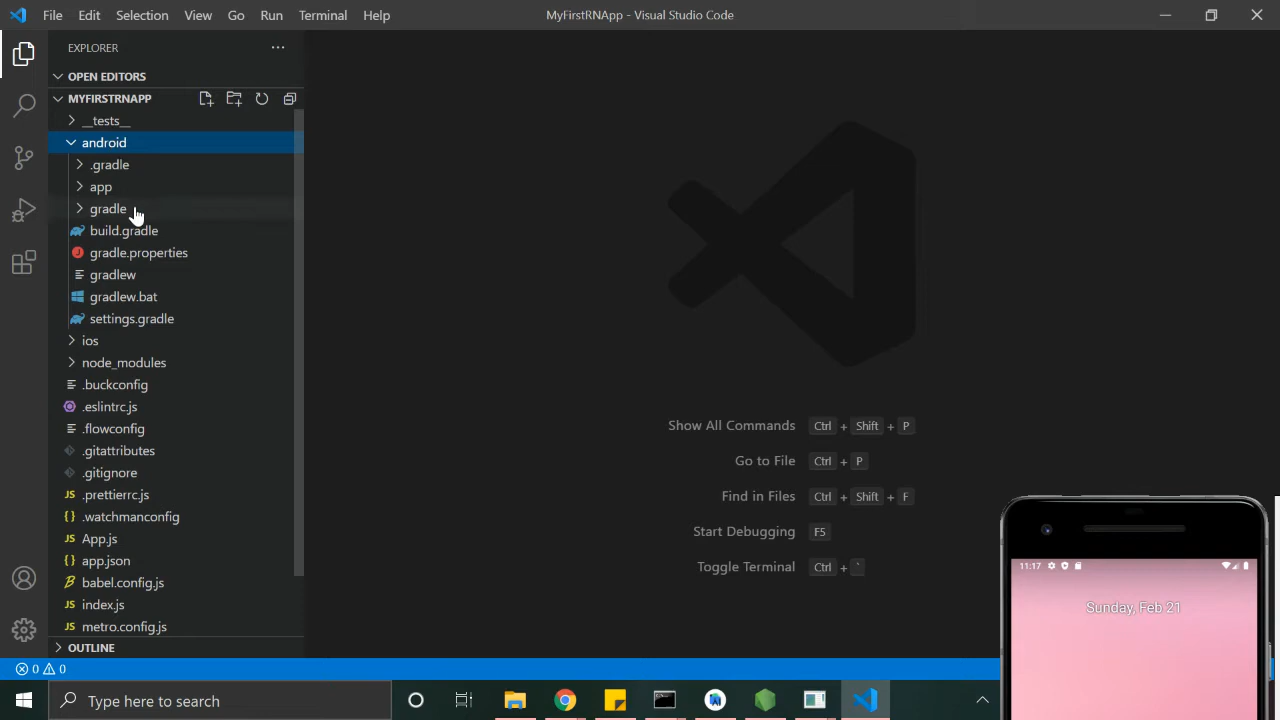 File Edit Selection View Go Run Terminal Help
MyFirstRNApp - Visual Studio Code
EXPLORER
OPEN EDITORS
MYFIRSTRNAPP
__tests__
android
.gradle
app
gradle
build.gradle
gradle.properties
gradlew
gradlew.bat
settings.gradle
ios
node_modules
.buckconfig
.eslintrc.js
.flowconfig
.gitattributes
.gitignore
JS .prettierrc.js
{} .watchmanconfig
JS App.js
{} app.json
babel.config.js
JS index.js
JS metro.config.js
OUTLINE
Show All Commands Ctrl + Shift + P
Go to File Ctrl + P
Find in Files Ctrl + Shift + F
Start Debugging F5
Toggle Terminal Ctrl + `
11:17
Sunday, Feb 21
0 0
Type here to search